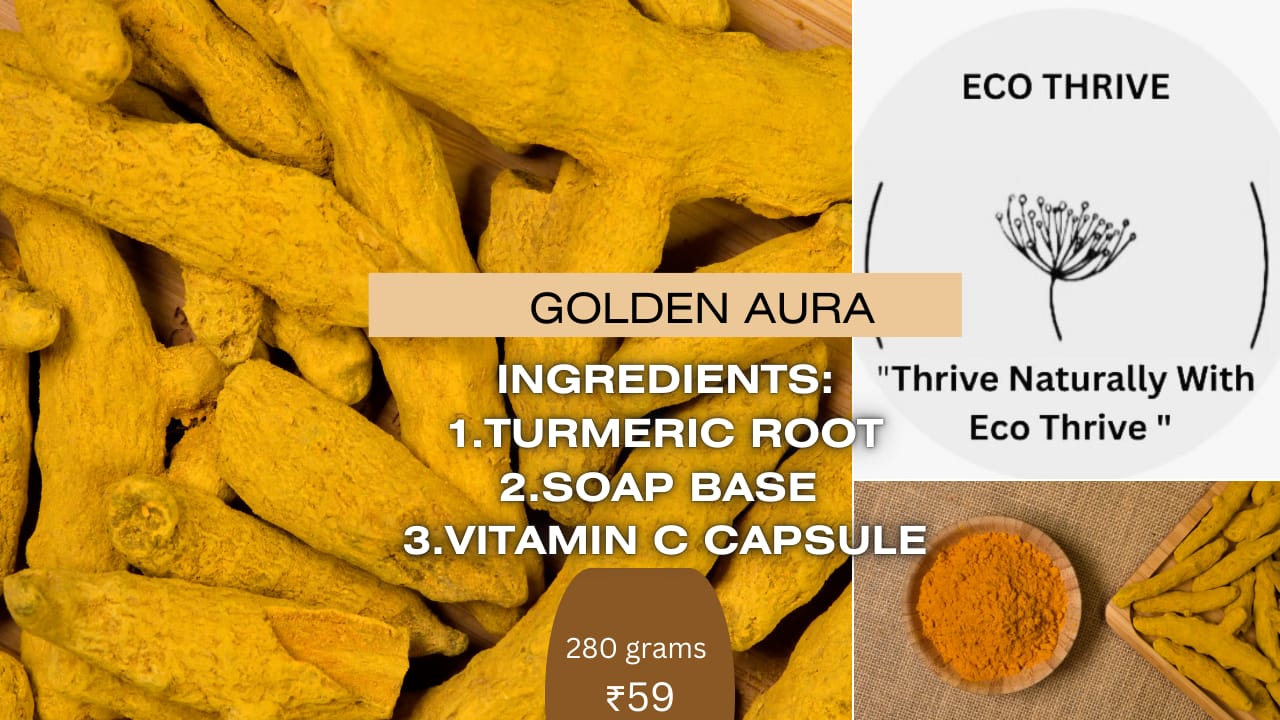 ECO THRIVE
"Thrive Naturally With
Eco Thrive "
GOLDEN AURA
INGREDIENTS:
1.TURMERIC ROOT
2.SOAP BASE
3.VITAMIN C CAPSULE
280 grams
₹59